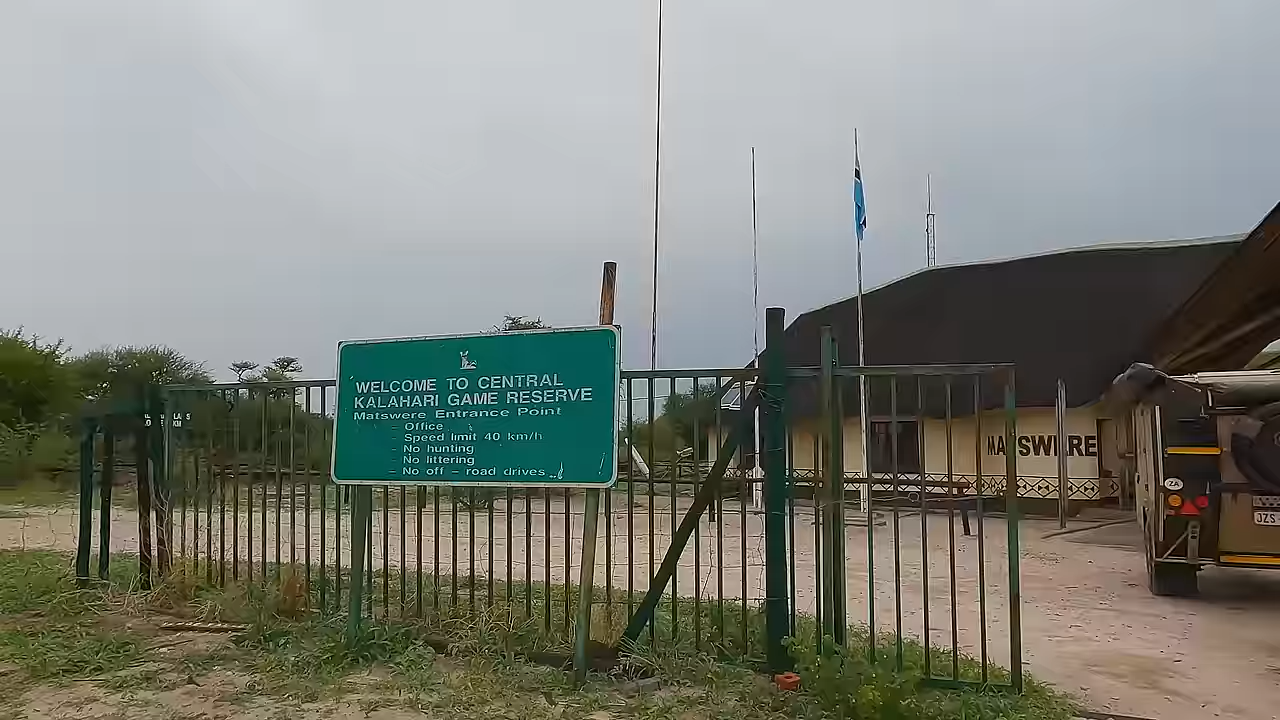 WELCOME TO CENTRAL
KALAHARI GAME RESERVE
Matswere Entrance Point
- Office
- Speed limit 40 km/h
- No hunting
- No littering
- No off - road drives
MATSWERE
ZA
JZS